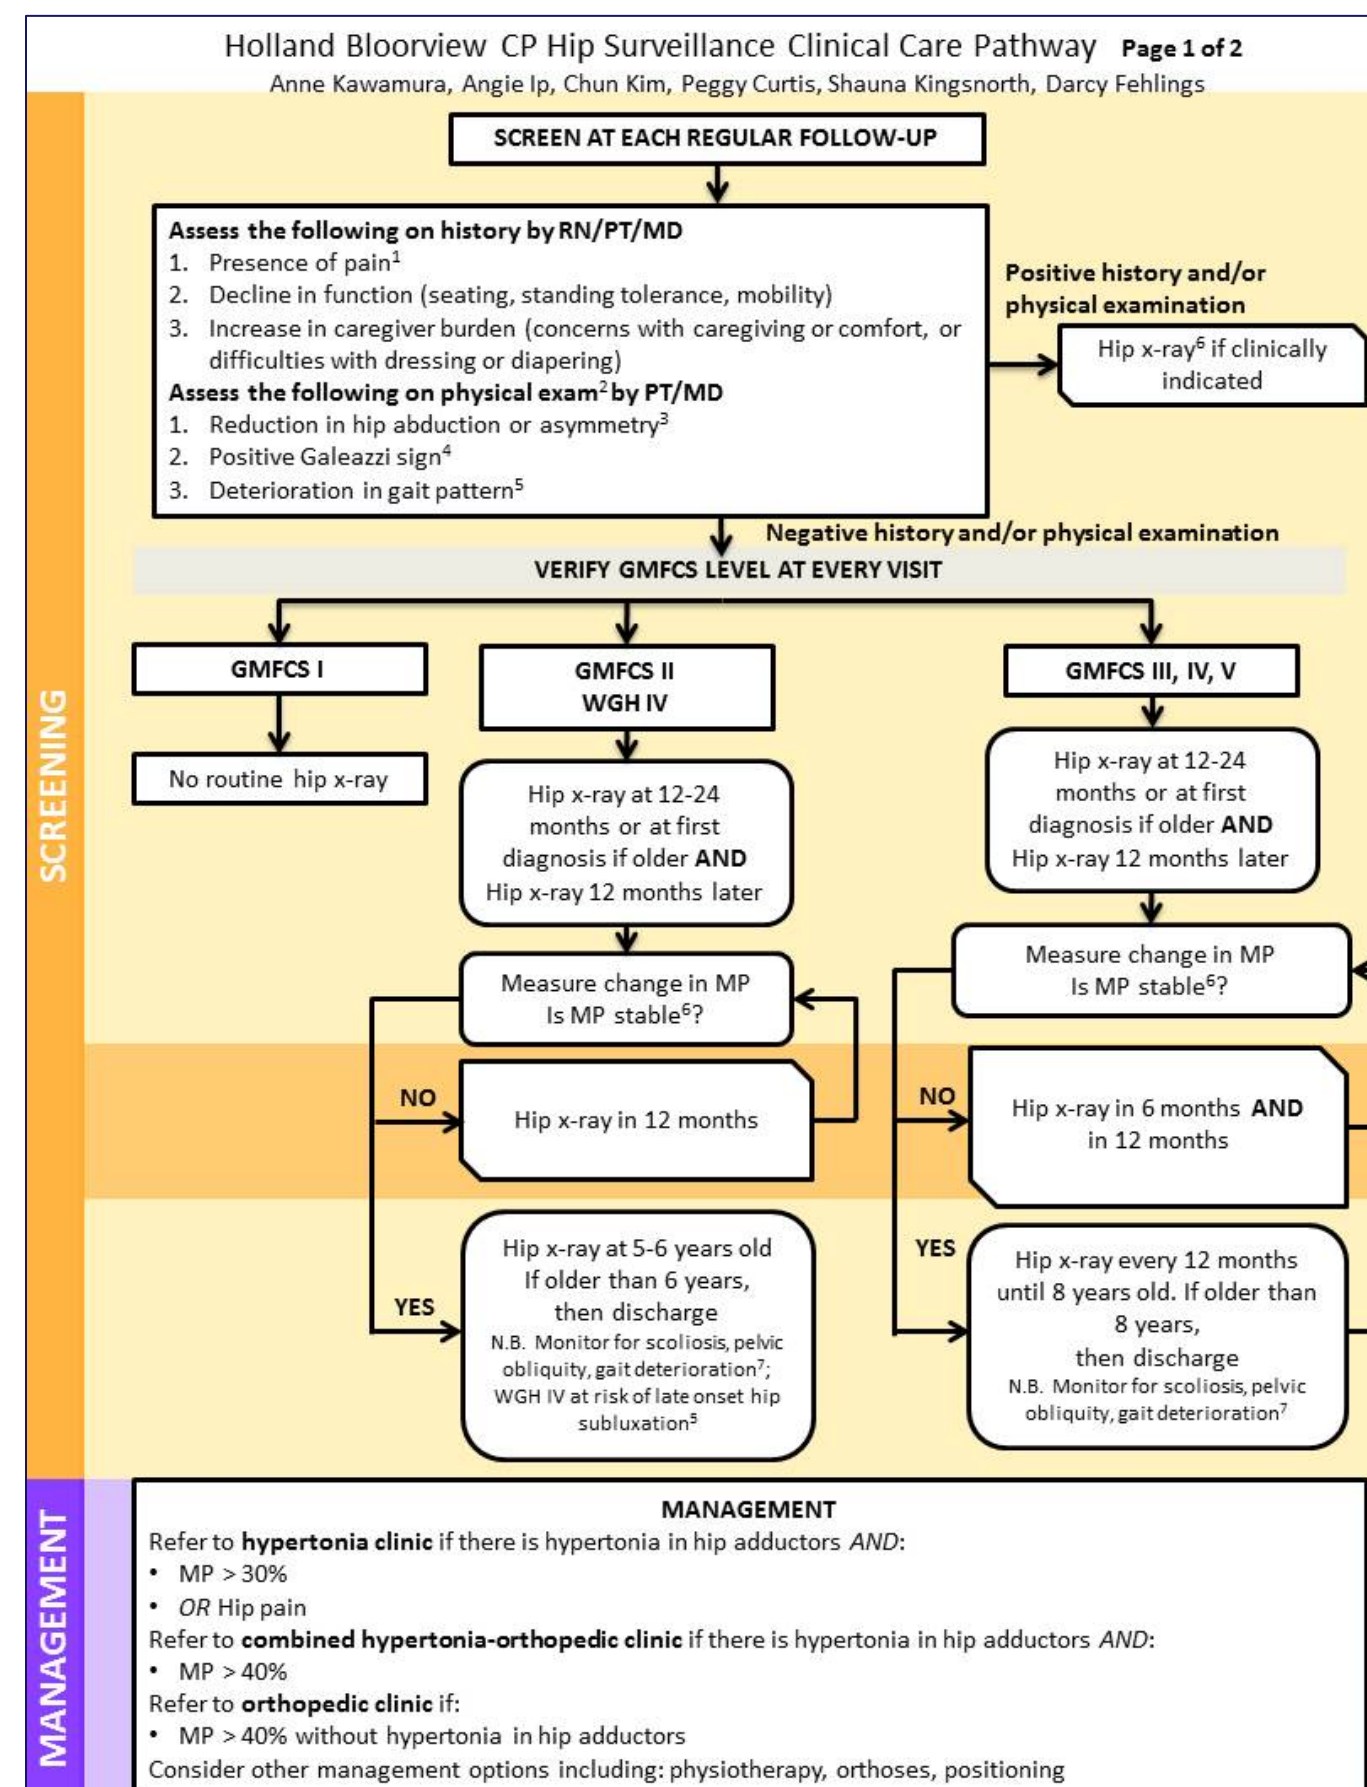 Holland Bloorview CP Hip Surveillance Clinical Care Pathway Page 1 of 2
Anne Kawamura, Angie Ip, Chun Kim, Peggy Curtis, Shauna Kingsnorth, Darcy Fehlings
SCREENING
SCREEN AT EACH REGULAR FOLLOW-UP
Assess the following on history by RN/PT/MD
1. Presence of pain¹
2. Decline in function (seating, standing tolerance, mobility)
3. Increase in caregiver burden (concerns with caregiving or comfort, or
difficulties with dressing or diapering)
Assess the following on physical exam² by PT/MD
1. Reduction in hip abduction or asymmetry³
2. Positive Galeazzi sign⁴
3. Deterioration in gait pattern⁵
Positive history and/or
physical examination
Hip x-ray⁶ if clinically
indicated
Negative history and/or physical examination
VERIFY GMFCS LEVEL AT EVERY VISIT
GMFCS I
No routine hip x-ray
GMFCS II
WGH IV
Hip x-ray at 12-24
months or at first
diagnosis if older AND
Hip x-ray 12 months later
Measure change in MP
Is MP stable⁶?
NO
Hip x-ray in 12 months
YES
Hip x-ray at 5-6 years old
If older than 6 years,
then discharge
N.B. Monitor for scoliosis, pelvic
obliquity, gait deterioration⁷;
WGH IV at risk of late onset hip
subluxation⁵
GMFCS III, IV, V
Hip x-ray at 12-24
months or at first
diagnosis if older AND
Hip x-ray 12 months later
Measure change in MP
Is MP stable⁶?
NO
Hip x-ray in 6 months AND
in 12 months
YES
Hip x-ray every 12 months
until 8 years old. If older than
8 years,
then discharge
N.B. Monitor for scoliosis, pelvic
obliquity, gait deterioration⁷
MANAGEMENT
MANAGEMENT
Refer to hypertonia clinic if there is hypertonia in hip adductors AND:
• MP > 30%
• OR Hip pain
Refer to combined hypertonia-orthopedic clinic if there is hypertonia in hip adductors AND:
• MP > 40%
Refer to orthopedic clinic if:
• MP > 40% without hypertonia in hip adductors
Consider other management options including: physiotherapy, orthoses, positioning